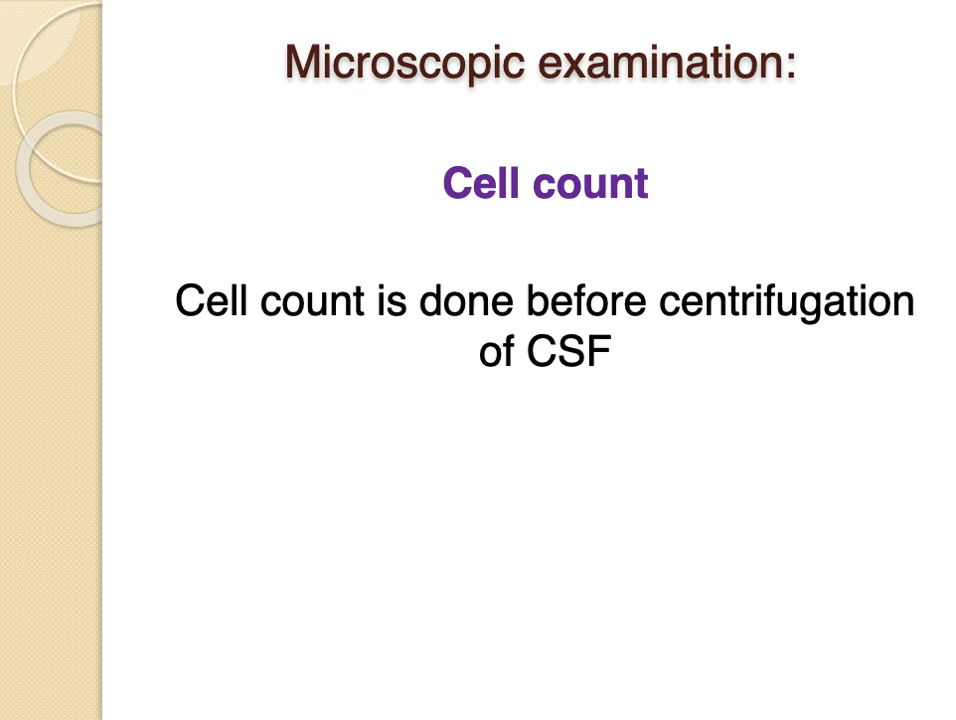 Microscopic examination:
Cell count
Cell count is done before centrifugation
of CSF